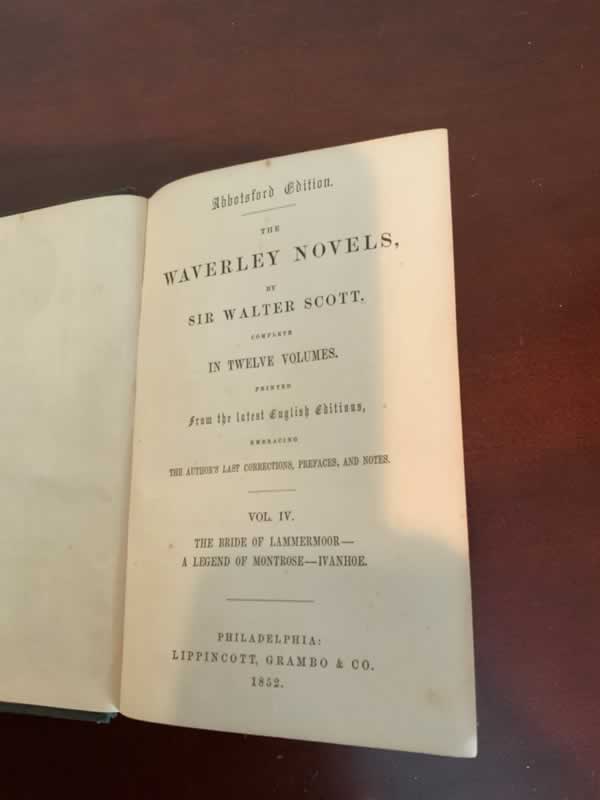 Abbotsford Edition.
THE
WAVERLEY NOVELS,
BY
SIR WALTER SCOTT,
COMPLETE
IN TWELVE VOLUMES.
PRINTED
From the latest English Editions,
EMBRACING
THE AUTHOR'S LAST CORRECTIONS, PREFACES, AND NOTES.
VOL. IV.
THE BRIDE OF LAMMERMOOR—
A LEGEND OF MONTROSE—IVANHOE.
PHILADELPHIA:
LIPPINCOTT, GRAMBO & CO.
1852.